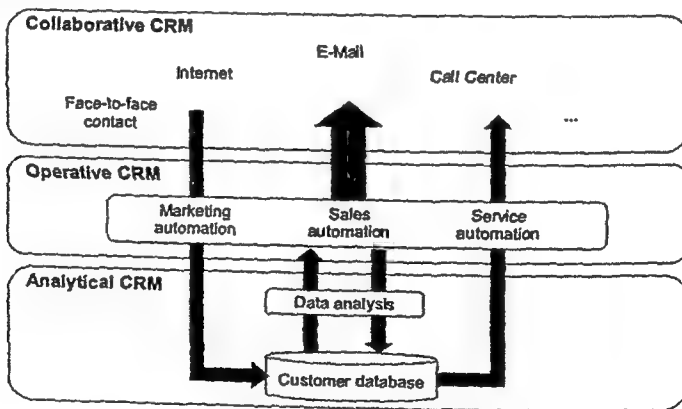 Collaborative CRM
E-Mail
Internet
Call Center
Face-to-face
contact
...
Operative CRM
Marketing
automation
Sales
automation
Service
automation
Analytical CRM
Data analysis
Customer database